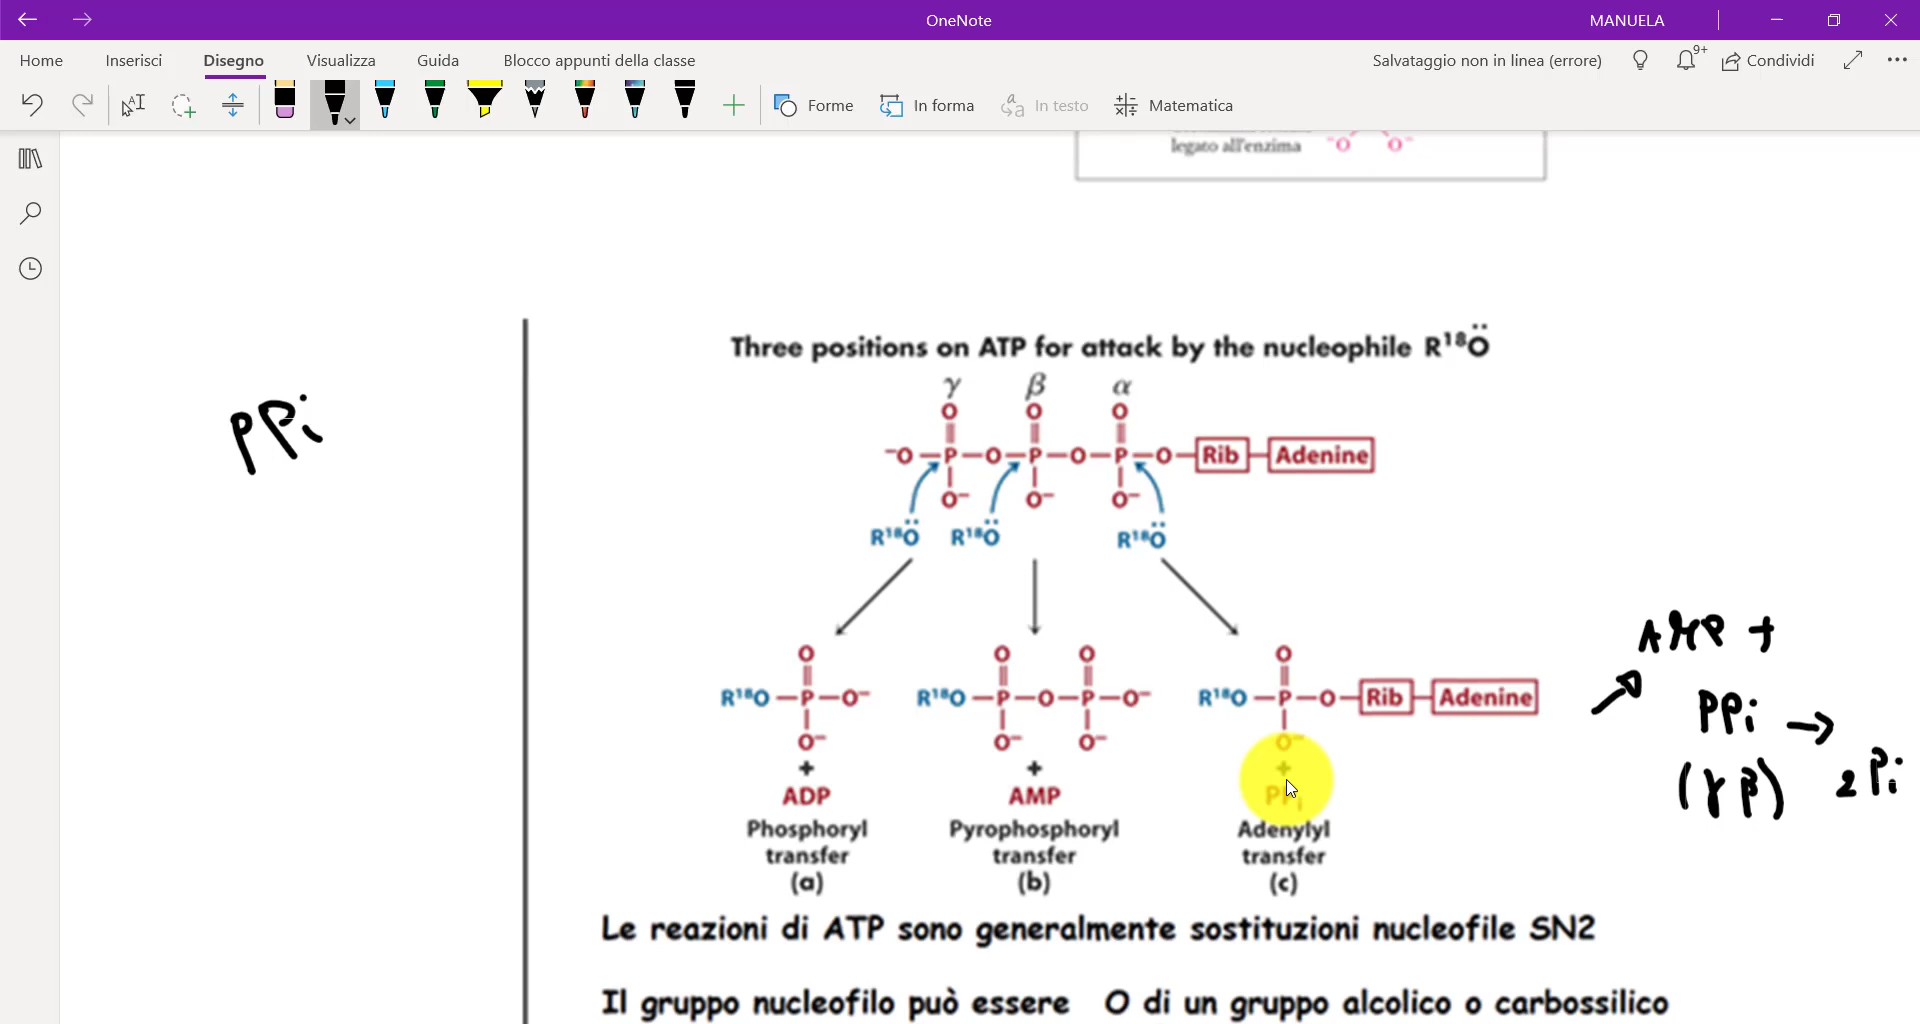 OneNote
MANUELA
Home Inserisci Disegno Visualizza Guida Blocco appunti della classe
Salvataggio non in linea (errore) 9+ Condividi
Forme In forma In testo Matematica
legato all'enzima ⁻O O⁻
Three positions on ATP for attack by the nucleophile R¹⁸Ö
γ β α
O O O
⁻O—P—O—P—O—P—O—Rib—Adenine
O⁻ O⁻ O⁻
R¹⁸Ö R¹⁸Ö R¹⁸Ö
PPi
O O O O
R¹⁸O—P—O⁻ R¹⁸O—P—O—P—O⁻ R¹⁸O—P—O—Rib—Adenine
O⁻ O⁻ O⁻ O⁻
+ + +
ADP AMP PPi
Phosphoryl transfer (a)
Pyrophosphoryl transfer (b)
Adenylyl transfer (c)
AMP +
PPi →
(γ β) 2Pi
Le reazioni di ATP sono generalmente sostituzioni nucleofile SN2
Il gruppo nucleofilo può essere O di un gruppo alcolico o carbossilico